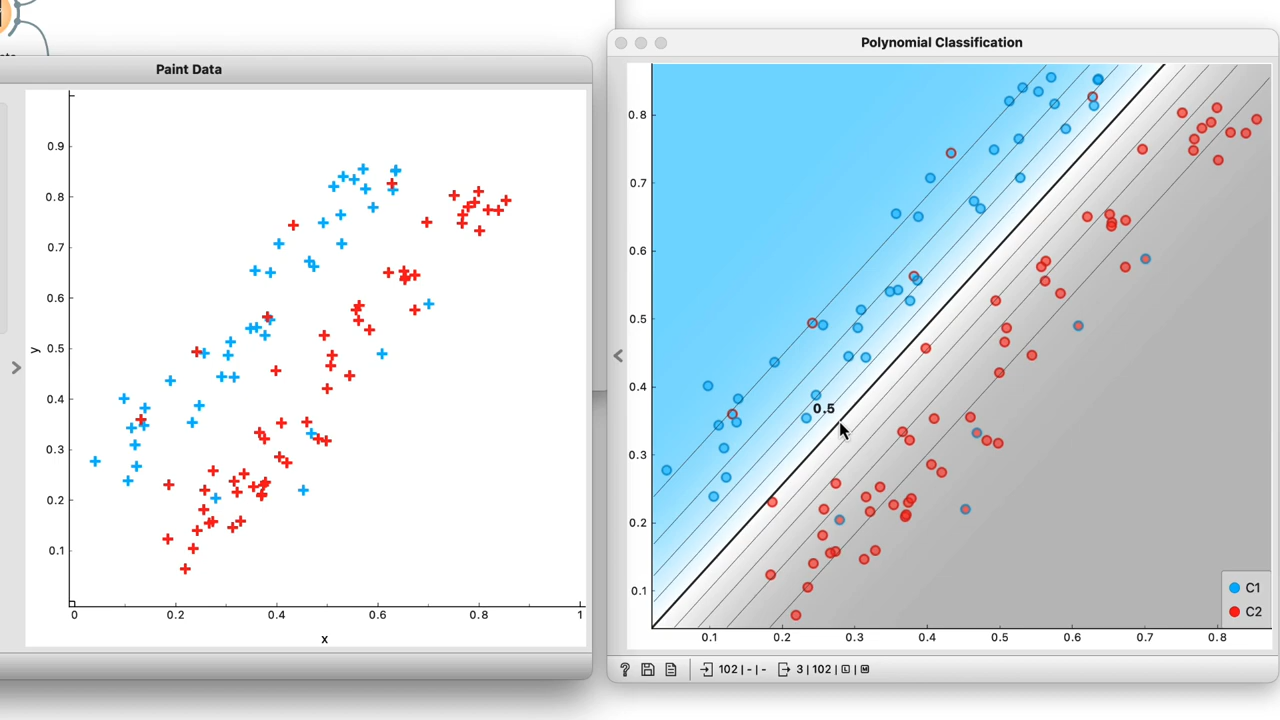 Paint Data
0.9
0.8
0.7
0.6
0.5
0.4
0.3
0.2
0.1
y
0 0.2 0.4 0.6 0.8 1
x
Polynomial Classification
0.8
0.7
0.6
0.5
0.4
0.3
0.2
0.1
0.5
C1
C2
0.1 0.2 0.3 0.4 0.5 0.6 0.7 0.8
? 102 | - | - 3 | 102 | L | M